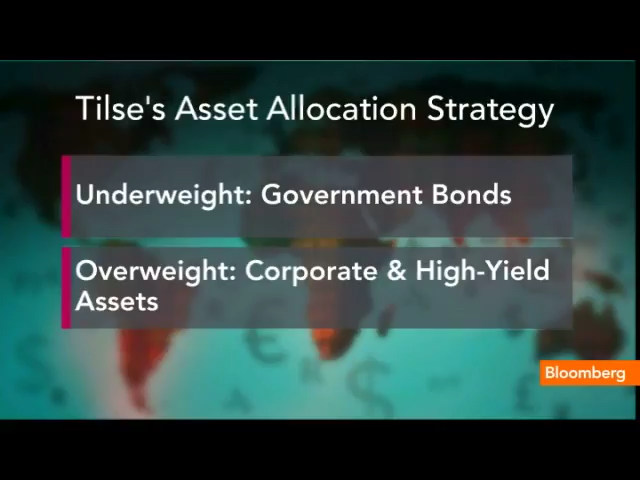 Tilse's Asset Allocation Strategy
Underweight: Government Bonds
Overweight: Corporate & High-Yield
Assets
Bloomberg